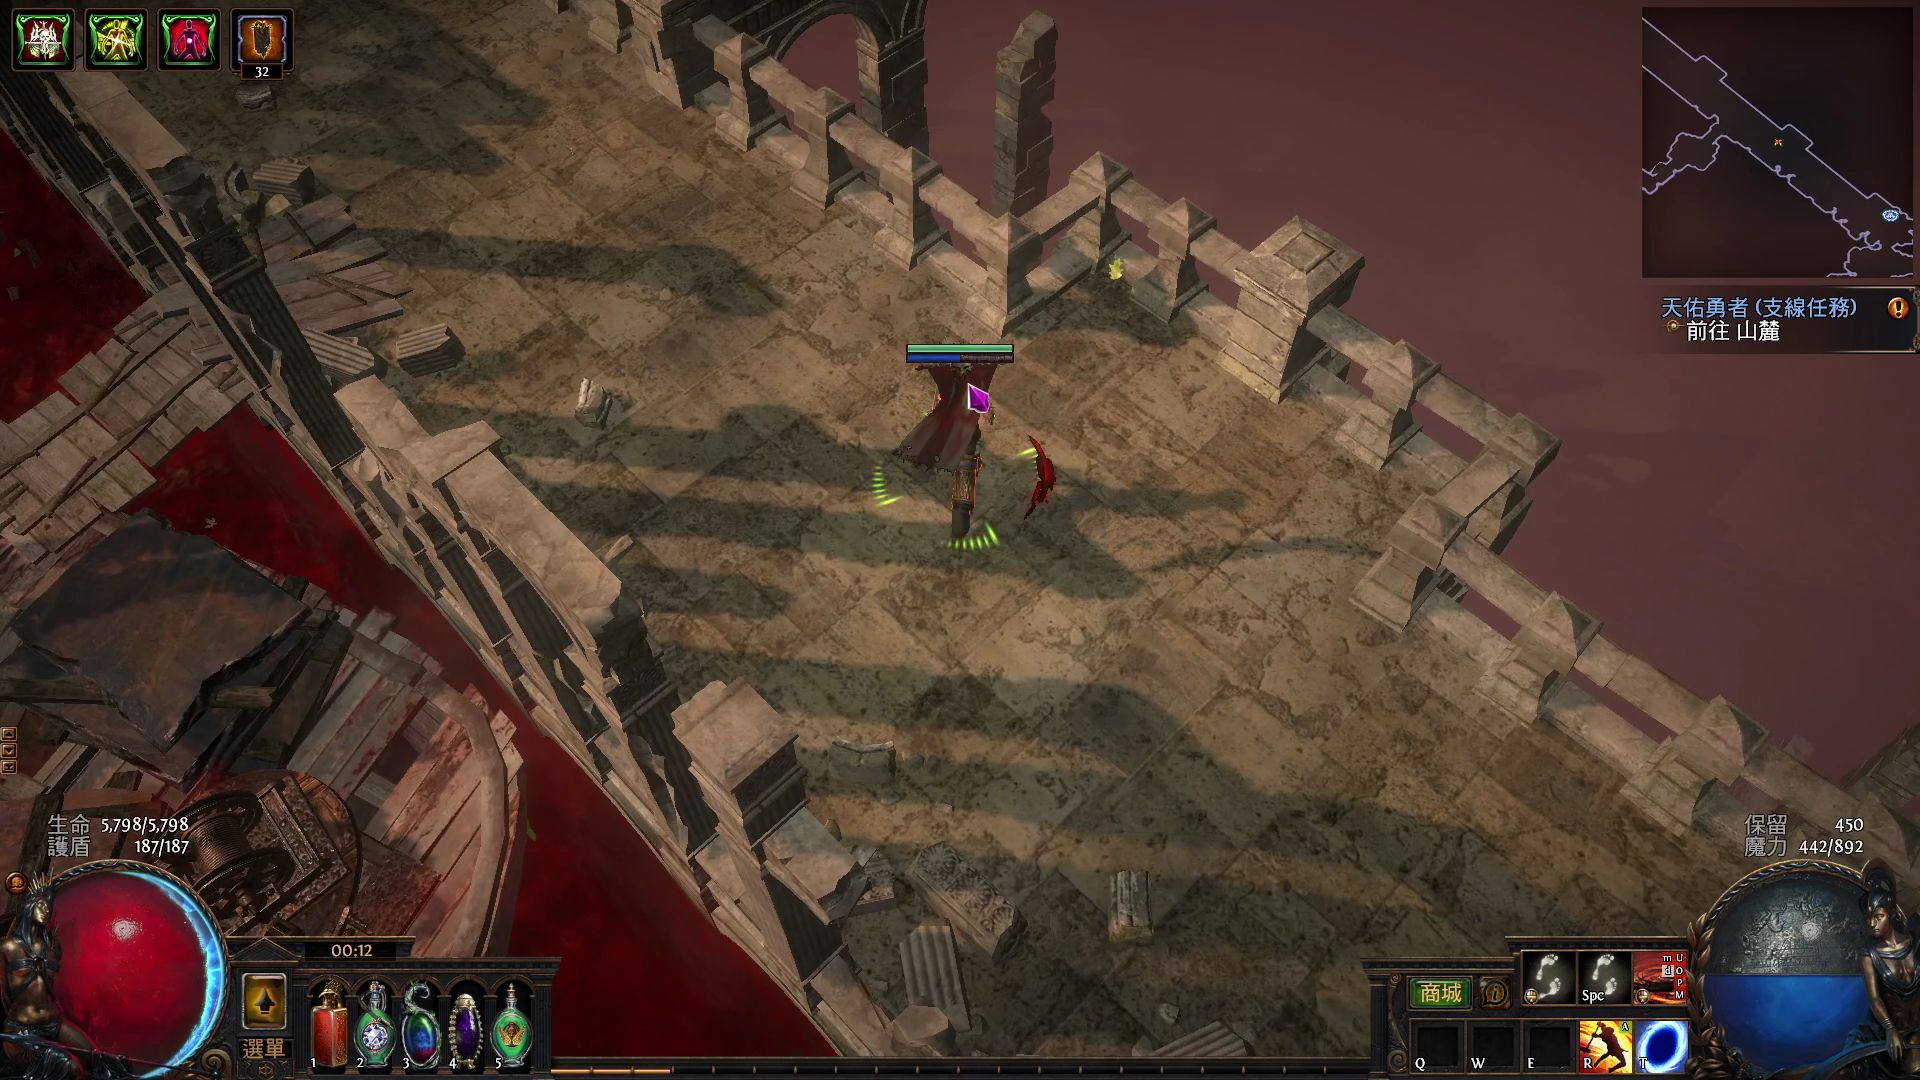 32
天佑勇者 (支線任務)
前往 山麓
生命 5,798/5,798
護盾 187/187
保留 450
魔力 442/892
00:12
選單
1
2
3
4
5
商城
Spc
Q
W
E
R
A
T